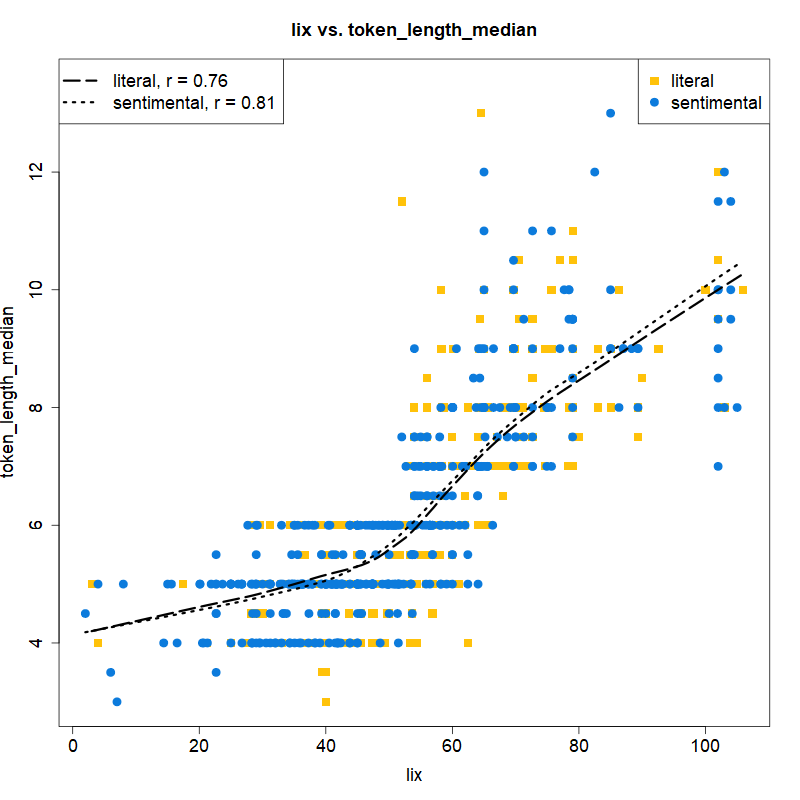 lix vs. token_length_median
literal, r = 0.76
sentimental, r = 0.81
literal
sentimental
token_length_median
12
10
8
6
4
0 20 40 60 80 100
lix